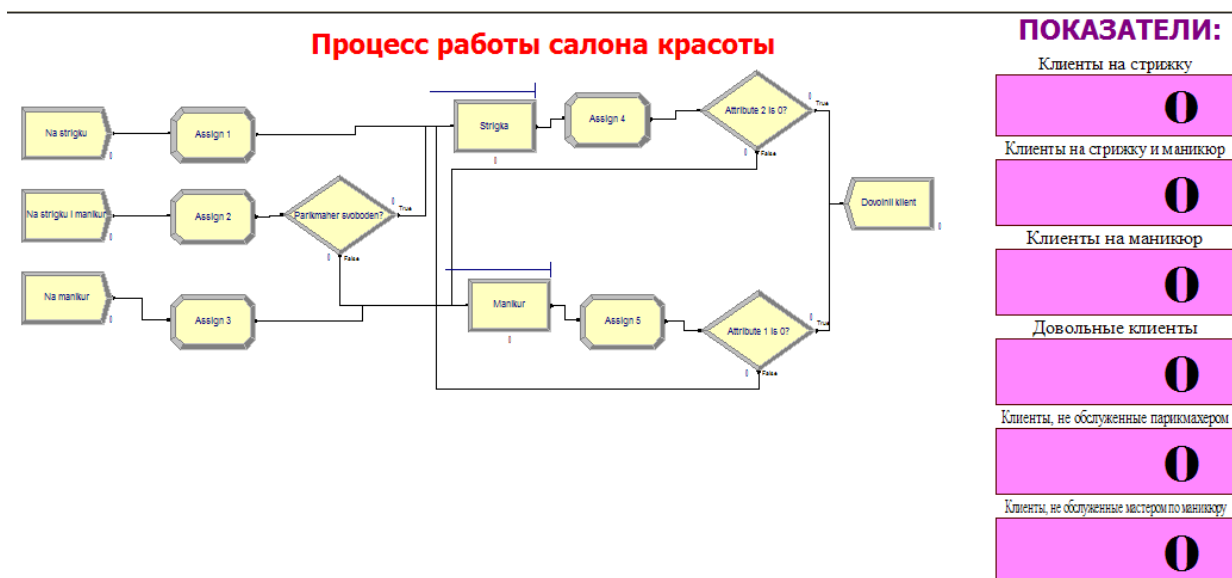 Процесс работы салона красоты
Na strigku
Assign 1
Strigka
Assign 4
Attribute 2 is 0?
True
False
Na strigku i manikur
Assign 2
Parikmaher svoboden?
True
False
Dovolnii klient
Na manikur
Assign 3
Manikur
Assign 5
Attribute 1 is 0?
True
False
ПОКАЗАТЕЛИ:
Клиенты на стрижку
0
Клиенты на стрижку и маникюр
0
Клиенты на маникюр
0
Довольные клиенты
0
Клиенты, не обслуженные парикмахером
0
Клиенты, не обслуженные мастером по маникюру
0